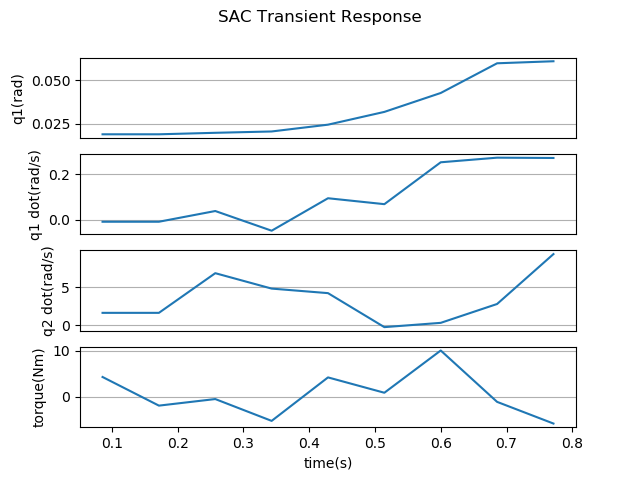 SAC Transient Response
q1(rad)
0.050
0.025
q1 dot(rad/s)
0.2
0.0
q2 dot(rad/s)
5
0
torque(Nm)
10
0
0.1 0.2 0.3 0.4 0.5 0.6 0.7 0.8
time(s)